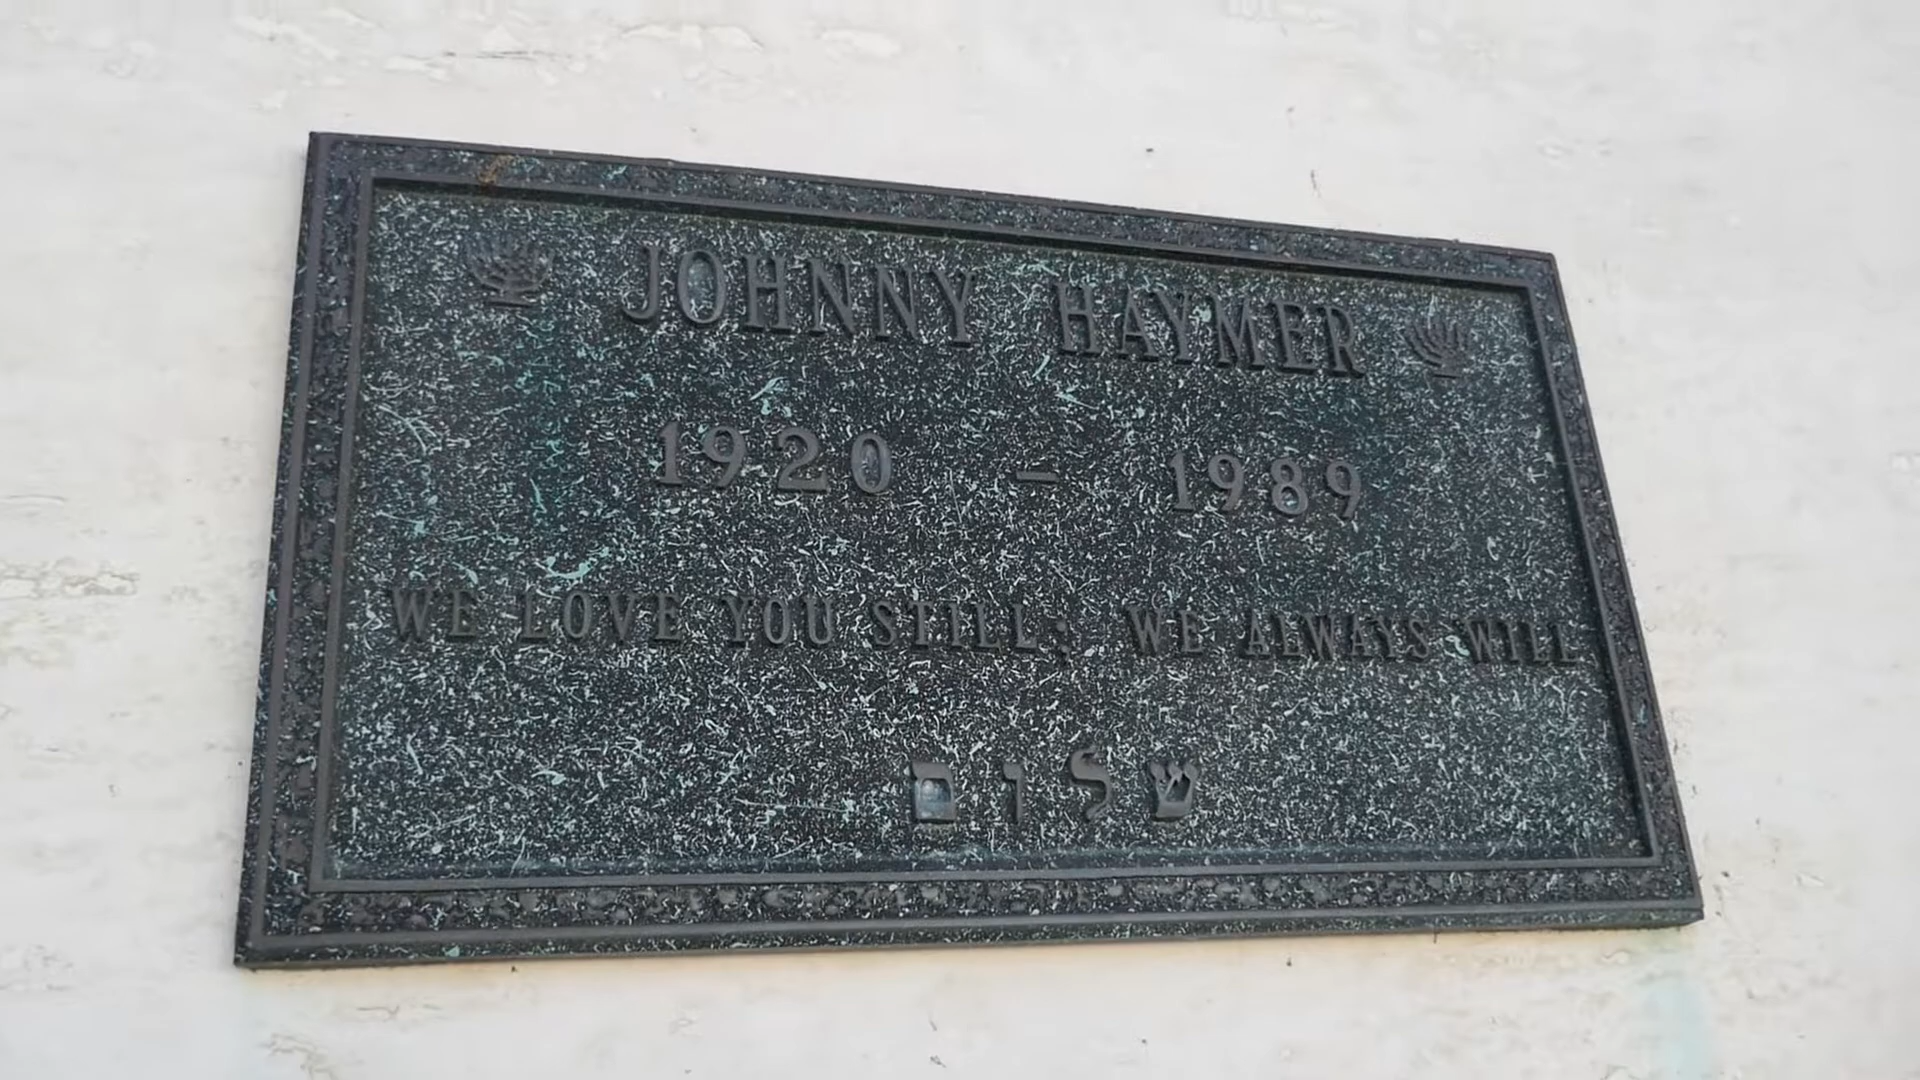 JOHNNY HAYMER
1920 – 1989
WE LOVE YOU STILL; WE ALWAYS WILL
שלום